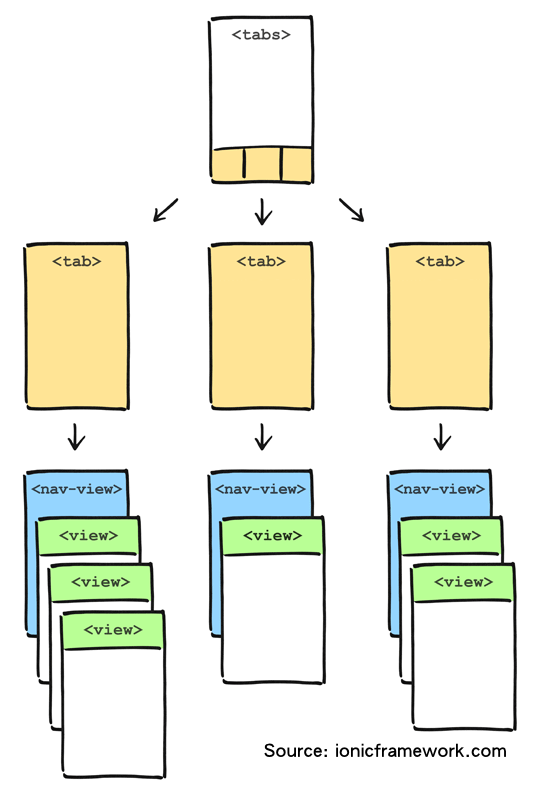 <tabs>
<tab> <tab> <tab>
<nav-view> <nav-view> <nav-view>
<view> <view> <view>
<view> <view>
<view>
Source: ionicframework.com